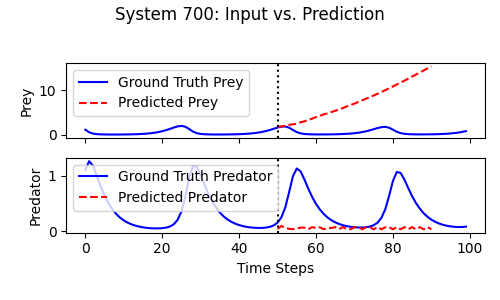 System 700: Input vs. Prediction
Prey
10
0
Ground Truth Prey
Predicted Prey
Predator
1
0
Ground Truth Predator
Predicted Predator
0 20 40 60 80 100
Time Steps